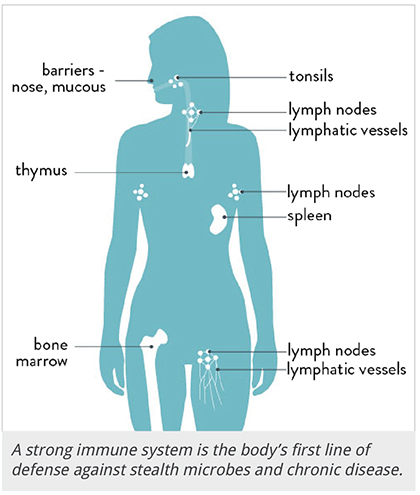 barriers -
nose, mucous
tonsils
lymph nodes
lymphatic vessels
thymus
lymph nodes
spleen
bone
marrow
lymph nodes
lymphatic vessels
A strong immune system is the body’s first line of
defense against stealth microbes and chronic disease.